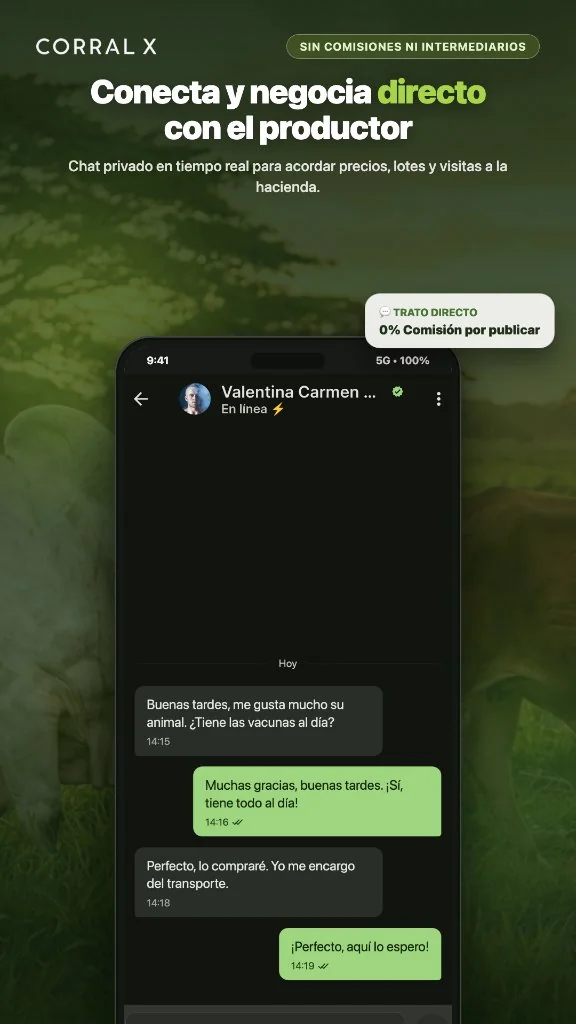 CORRAL X
SIN COMISIONES NI INTERMEDIARIOS
Conecta y negocia directo
con el productor
Chat privado en tiempo real para acordar precios, lotes y visitas a la
hacienda.
TRATO DIRECTO
0% Comisión por publicar
9:41
5G • 100%
Valentina Carmen ...
En línea ⚡
Hoy
Buenas tardes, me gusta mucho su
animal. ¿Tiene las vacunas al día?
14:15
Muchas gracias, buenas tardes. ¡Sí,
tiene todo al día!
14:16
Perfecto, lo compraré. Yo me encargo
del transporte.
14:18
¡Perfecto, aquí lo espero!
14:19